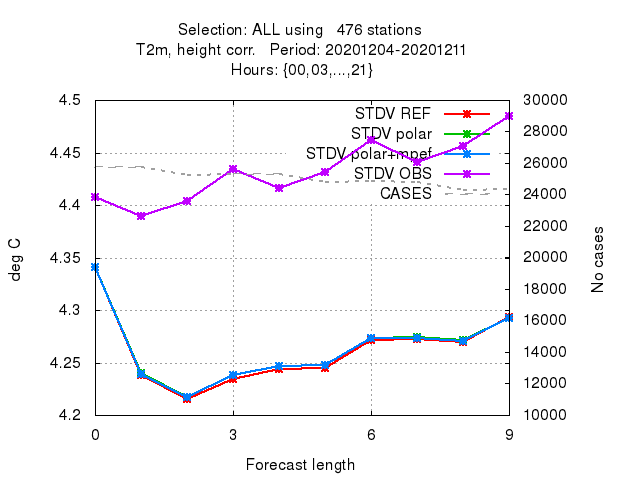 Selection: ALL using   476 stations
T2m, height corr.   Period: 20201204-20201211
Hours: {00,03,...,21}
4.5
4.45
4.4
4.35
4.3
4.25
4.2
30000
28000
26000
24000
22000
20000
18000
16000
14000
12000
10000
STDV REF
STDV polar
STDV polar+mpef
STDV OBS
CASES
deg C
No cases
0
3
6
9
Forecast length